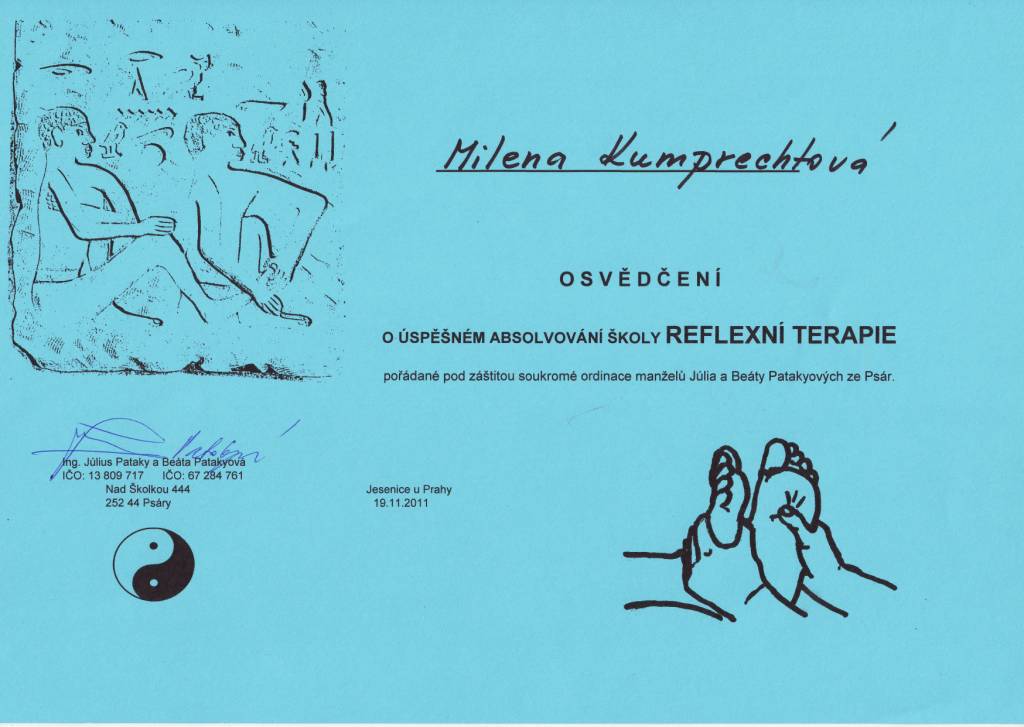 Milena Kumprechtová
OSVĚDČENÍ
O ÚSPĚŠNÉM ABSOLVOVÁNÍ ŠKOLY REFLEXNÍ TERAPIE
pořádané pod záštitou soukromé ordinace manželů Júlia a Beáty Patakyových ze Psár.
Ing. Július Pataky a Beáta Patakyová
IČO: 13 809 717 IČO: 67 284 761
Nad Školkou 444
252 44 Psáry
Jesenice u Prahy
19.11.2011